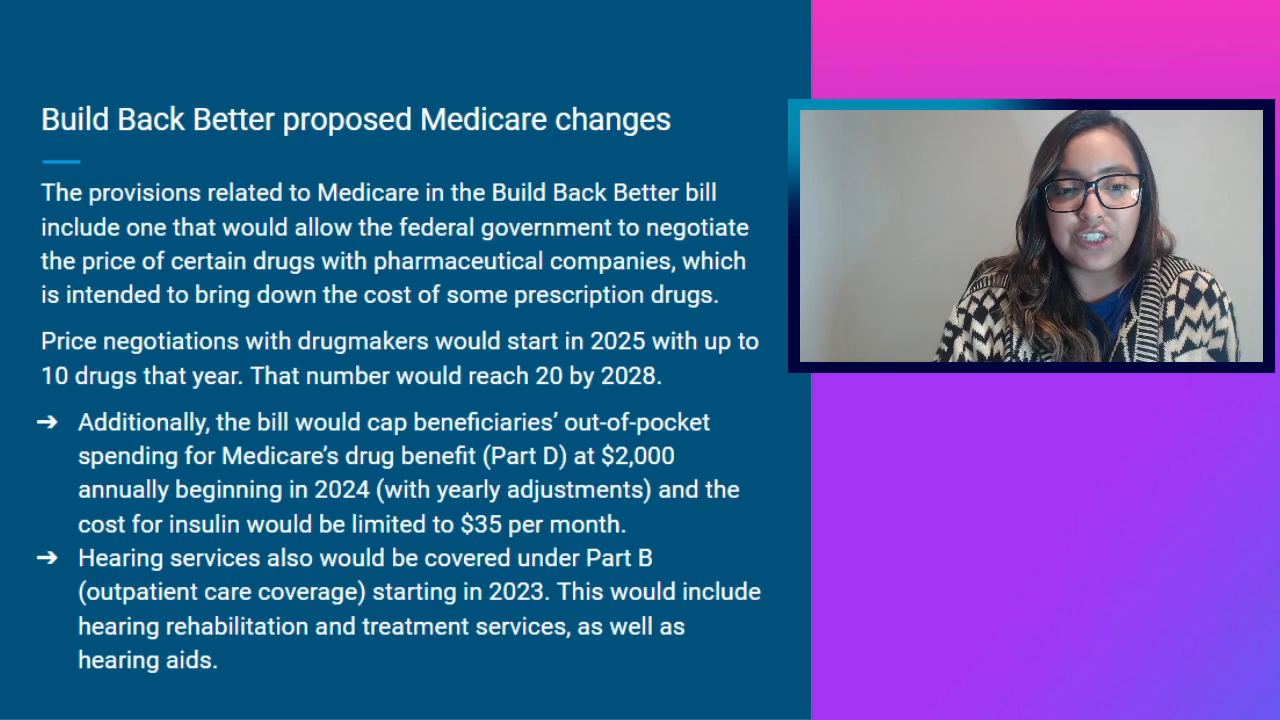 Build Back Better proposed Medicare changes
The provisions related to Medicare in the Build Back Better bill
include one that would allow the federal government to negotiate
the price of certain drugs with pharmaceutical companies, which
is intended to bring down the cost of some prescription drugs.
Price negotiations with drugmakers would start in 2025 with up to
10 drugs that year. That number would reach 20 by 2028.
➔ Additionally, the bill would cap beneficiaries’ out-of-pocket
spending for Medicare’s drug benefit (Part D) at $2,000
annually beginning in 2024 (with yearly adjustments) and the
cost for insulin would be limited to $35 per month.
➔ Hearing services also would be covered under Part B
(outpatient care coverage) starting in 2023. This would include
hearing rehabilitation and treatment services, as well as
hearing aids.